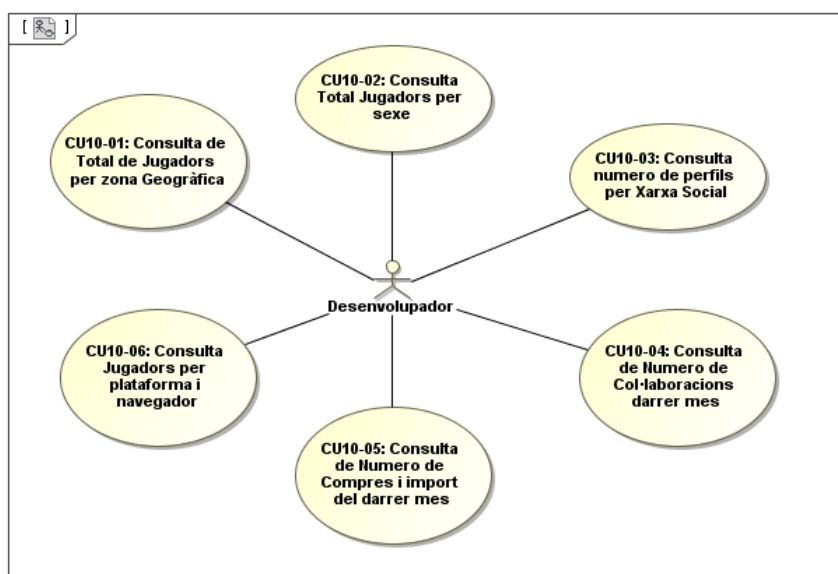 CU10-02: Consulta
Total Jugadors per
sexe
CU10-01: Consulta de
Total de Jugadors
per zona Geogràfica
CU10-03: Consulta
numero de perfils
per Xarxa Social
Desenvolupador
CU10-06: Consulta
Jugadors per
plataforma i
navegador
CU10-04: Consulta
de Numero de
Col·laboracions
darrer mes
CU10-05: Consulta
de Numero de
Compres i import
del darrer mes